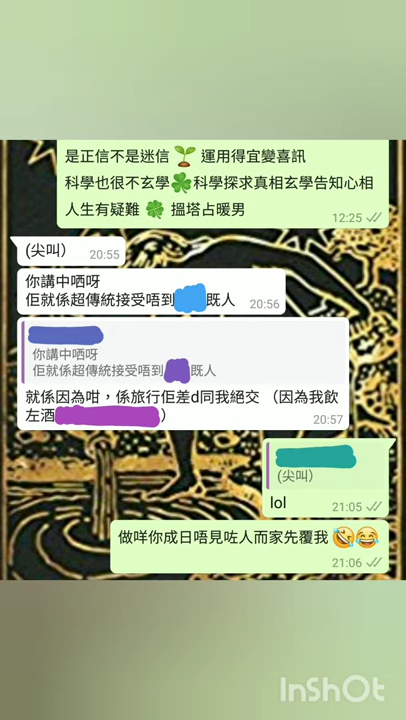 是正信不是迷信🌱 運用得宜變喜訊
科學也很不玄學🍀科學探求真相玄學告知心相
人生有疑難 🍀 搵塔占暖男
12:25
(尖叫)
20:55
你講中哂呀
佢就係超傳統接受唔到 既人
20:56
你講中哂呀
佢就係超傳統接受唔到 既人
就係因為咁，係旅行佢差d同我絕交 （因為我飲
左酒 ）
20:57
(尖叫)
lol
21:05
做咩你成日唔見咗人而家先覆我 🤣😂
21:06
InShOt